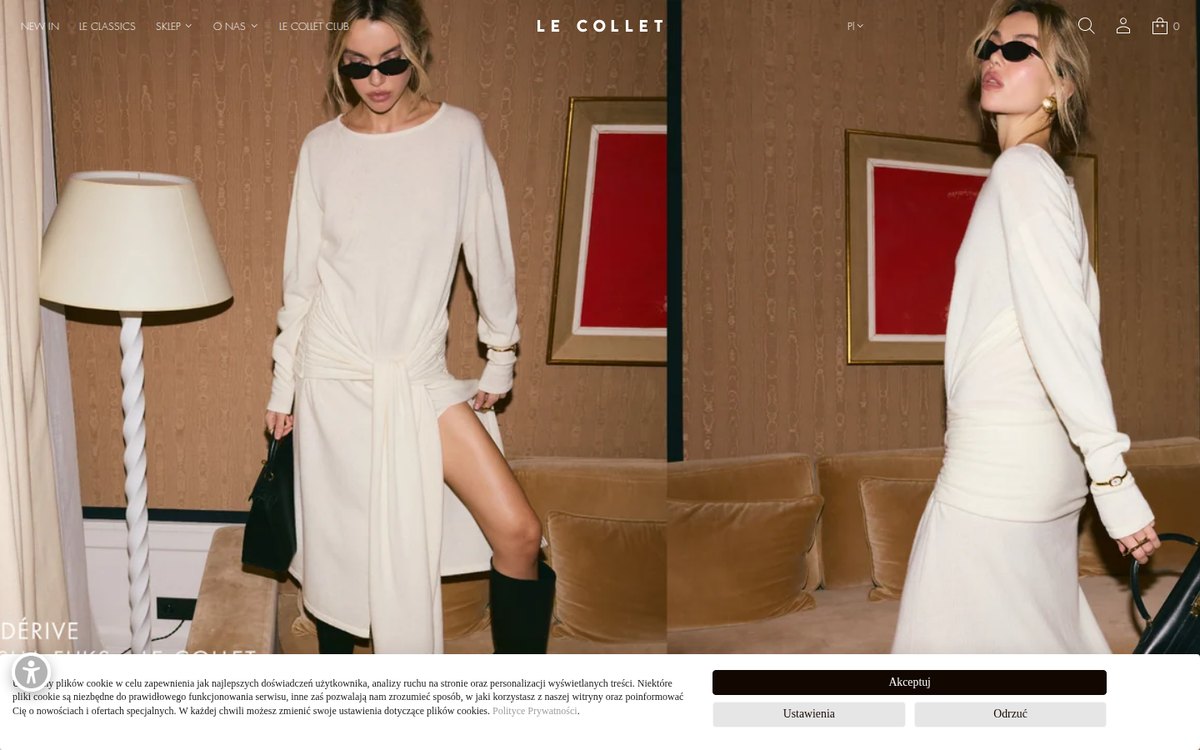 NEW IN LE CLASSICS SKLEP O NAS LE COLLET CLUB LE COLLET Pl 0
DÉRIVE
LE COLLET
plików cookie w celu zapewnienia jak najlepszych doświadczeń użytkownika, analizy ruchu na stronie oraz personalizacji wyświetlanych treści. Niektóre
pliki cookie są niezbędne do prawidłowego funkcjonowania serwisu, inne zaś pozwalają nam zrozumieć sposób, w jaki korzystasz z naszej witryny oraz poinformować
Cię o nowościach i ofertach specjalnych. W każdej chwili możesz zmienić swoje ustawienia dotyczące plików cookies. Polityce Prywatności.
Akceptuj
Ustawienia Odrzuć